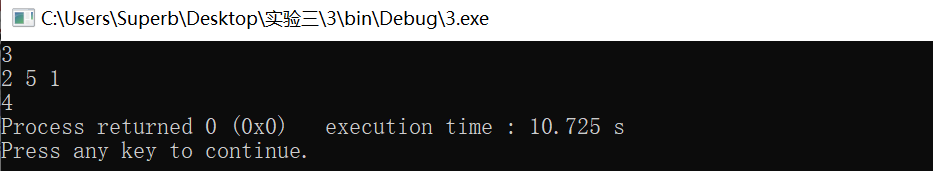 C:\Users\Superb\Desktop\实验三\3\bin\Debug\3.exe
3
2 5 1
4
Process returned 0 (0x0)   execution time : 10.725 s
Press any key to continue.